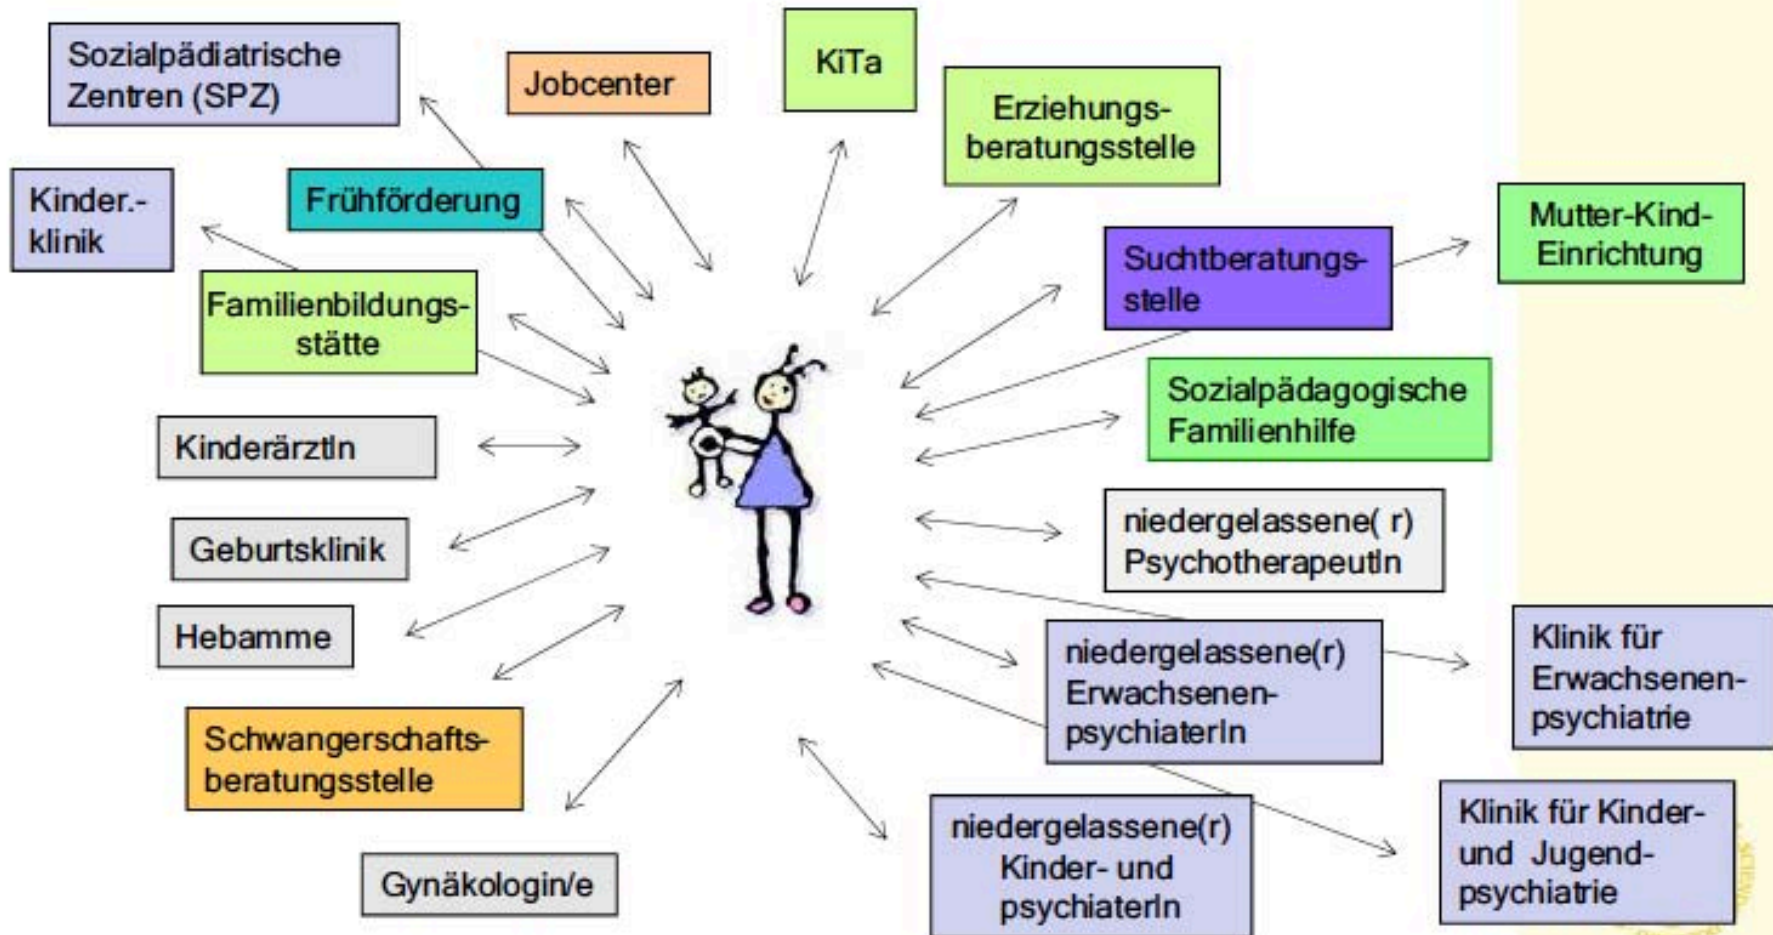 Sozialpädiatrische
Zentren (SPZ)
Jobcenter
KiTa
Erziehungs-
beratungsstelle
Kinder.-
klinik
Frühförderung
Mutter-Kind-
Einrichtung
Suchtberatungs-
stelle
Familienbildungs-
stätte
Sozialpädagogische
Familienhilfe
KinderärztIn
niedergelassene( r)
PsychotherapeutIn
Geburtsklinik
Hebamme
niedergelassene(r)
Erwachsenen-
psychiaterIn
Klinik für
Erwachsenen-
psychiatrie
Schwangerschafts-
beratungsstelle
niedergelassene(r)
Kinder- und
psychiaterIn
Klinik für Kinder-
und Jugend-
psychiatrie
Gynäkologin/e